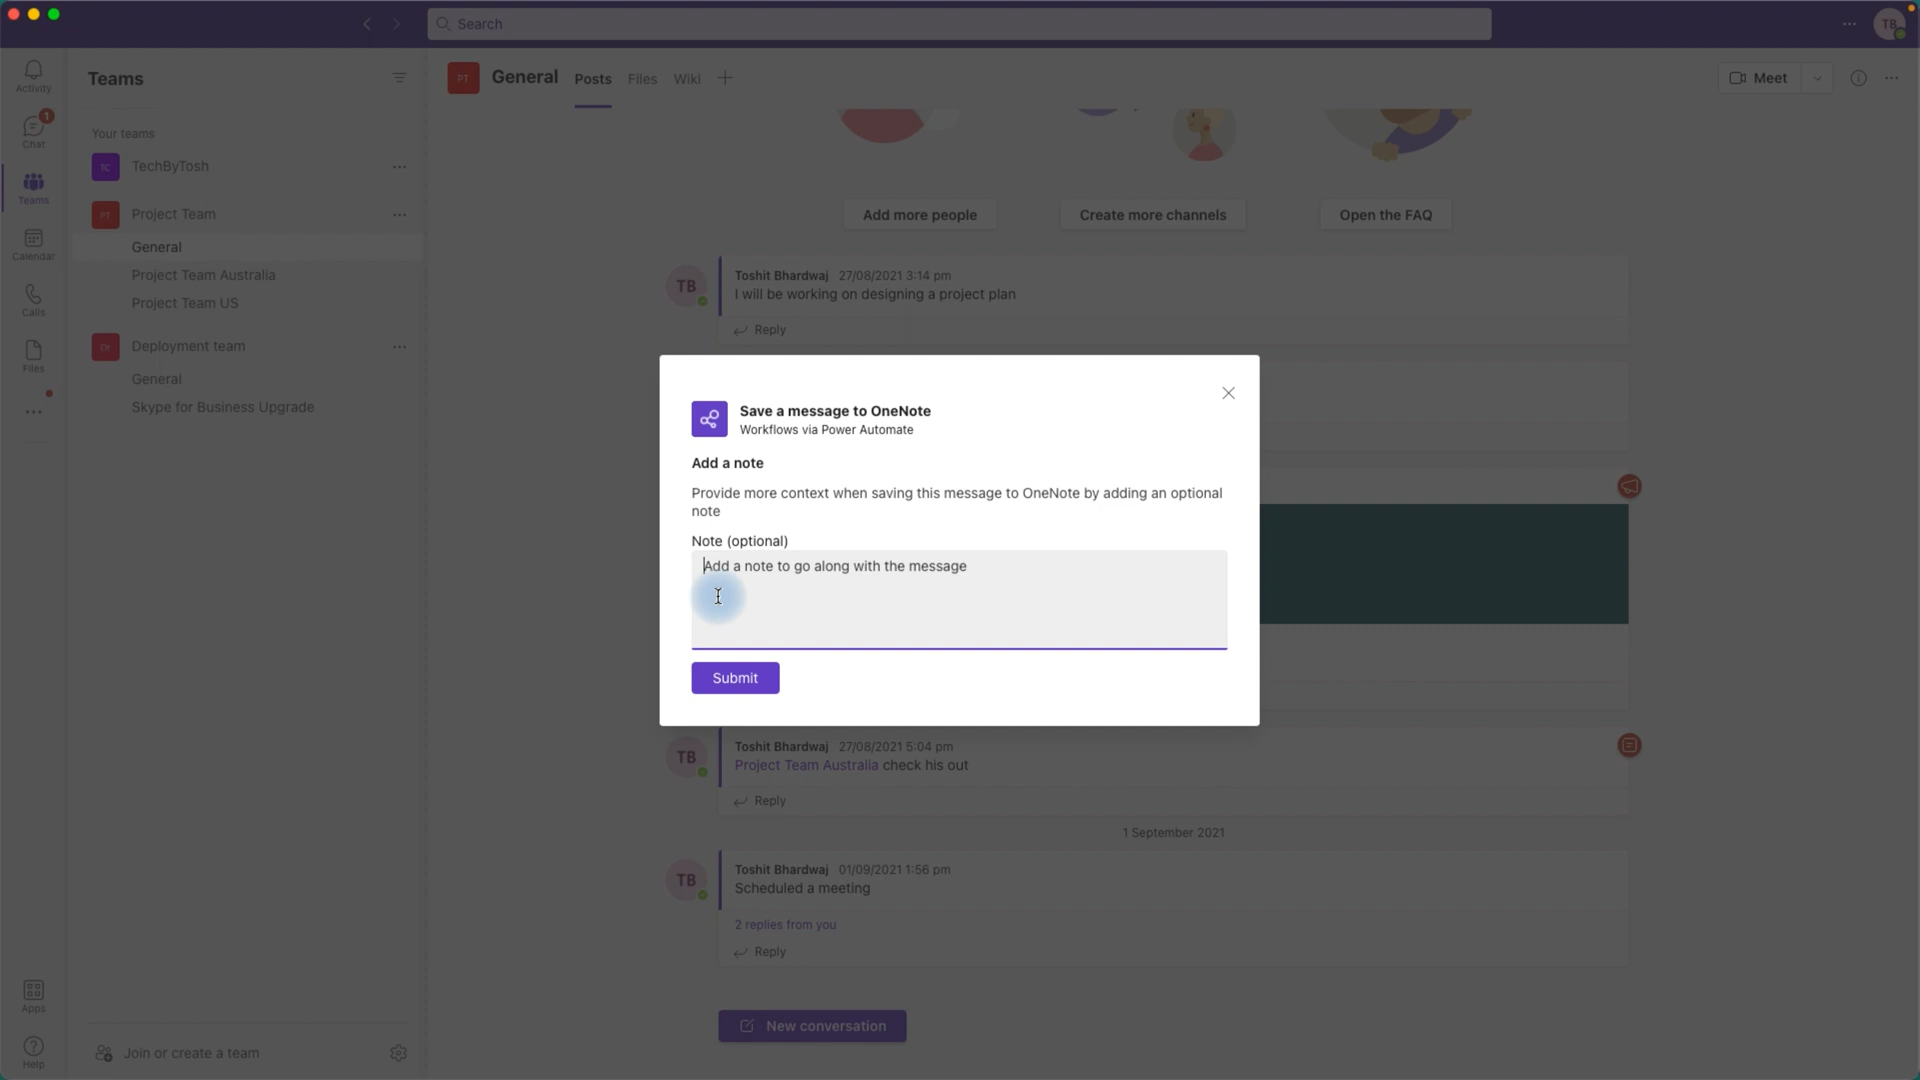 Search
TB
Activity
1
Chat
Teams
Calendar
Calls
Files
Apps
Help
Teams
Your teams
TC TechByTosh
PT Project Team
General
Project Team Australia
Project Team US
Dt Deployment team
General
Skype for Business Upgrade
Join or create a team
PT General Posts Files Wiki
Meet
Add more people Create more channels Open the FAQ
TB Toshit Bhardwaj 27/08/2021 3:14 pm
I will be working on designing a project plan
Reply
Save a message to OneNote
Workflows via Power Automate
Add a note
Provide more context when saving this message to OneNote by adding an optional
note
Note (optional)
Add a note to go along with the message
Submit
TB Toshit Bhardwaj 27/08/2021 5:04 pm
Project Team Australia check his out
Reply
1 September 2021
TB Toshit Bhardwaj 01/09/2021 1:56 pm
Scheduled a meeting
2 replies from you
Reply
New conversation